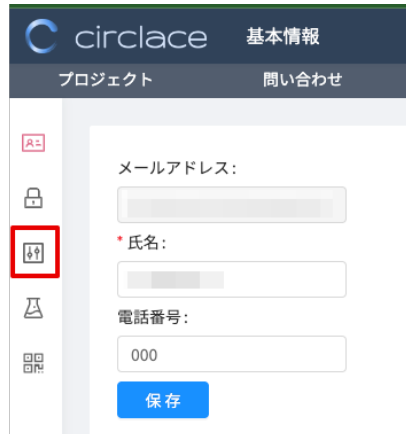 circlace 基本情報
プロジェクト 問い合わせ
メールアドレス:
* 氏名:
電話番号:
000
保存